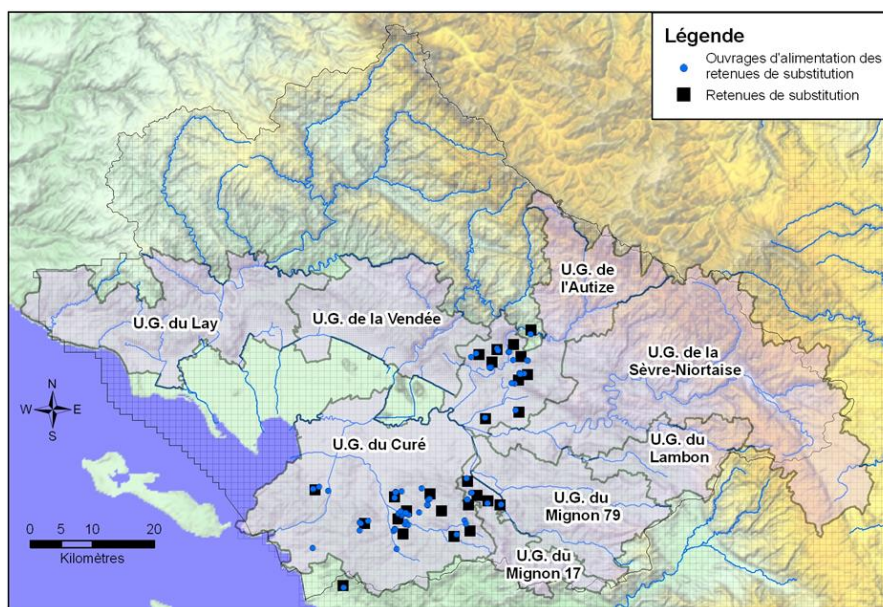 Légende
Ouvrages d'alimentation des
retenues de substitution
Retenues de substitution
U.G. de
l'Autize
U.G. du Lay
U.G. de la Vendée
U.G. de la
Sèvre-Niortaise
N
W E
S
U.G. du Curé
U.G. du
Lambon
U.G. du
Mignon 79
0 10 20
Kilomètres
U.G. du
Mignon 17